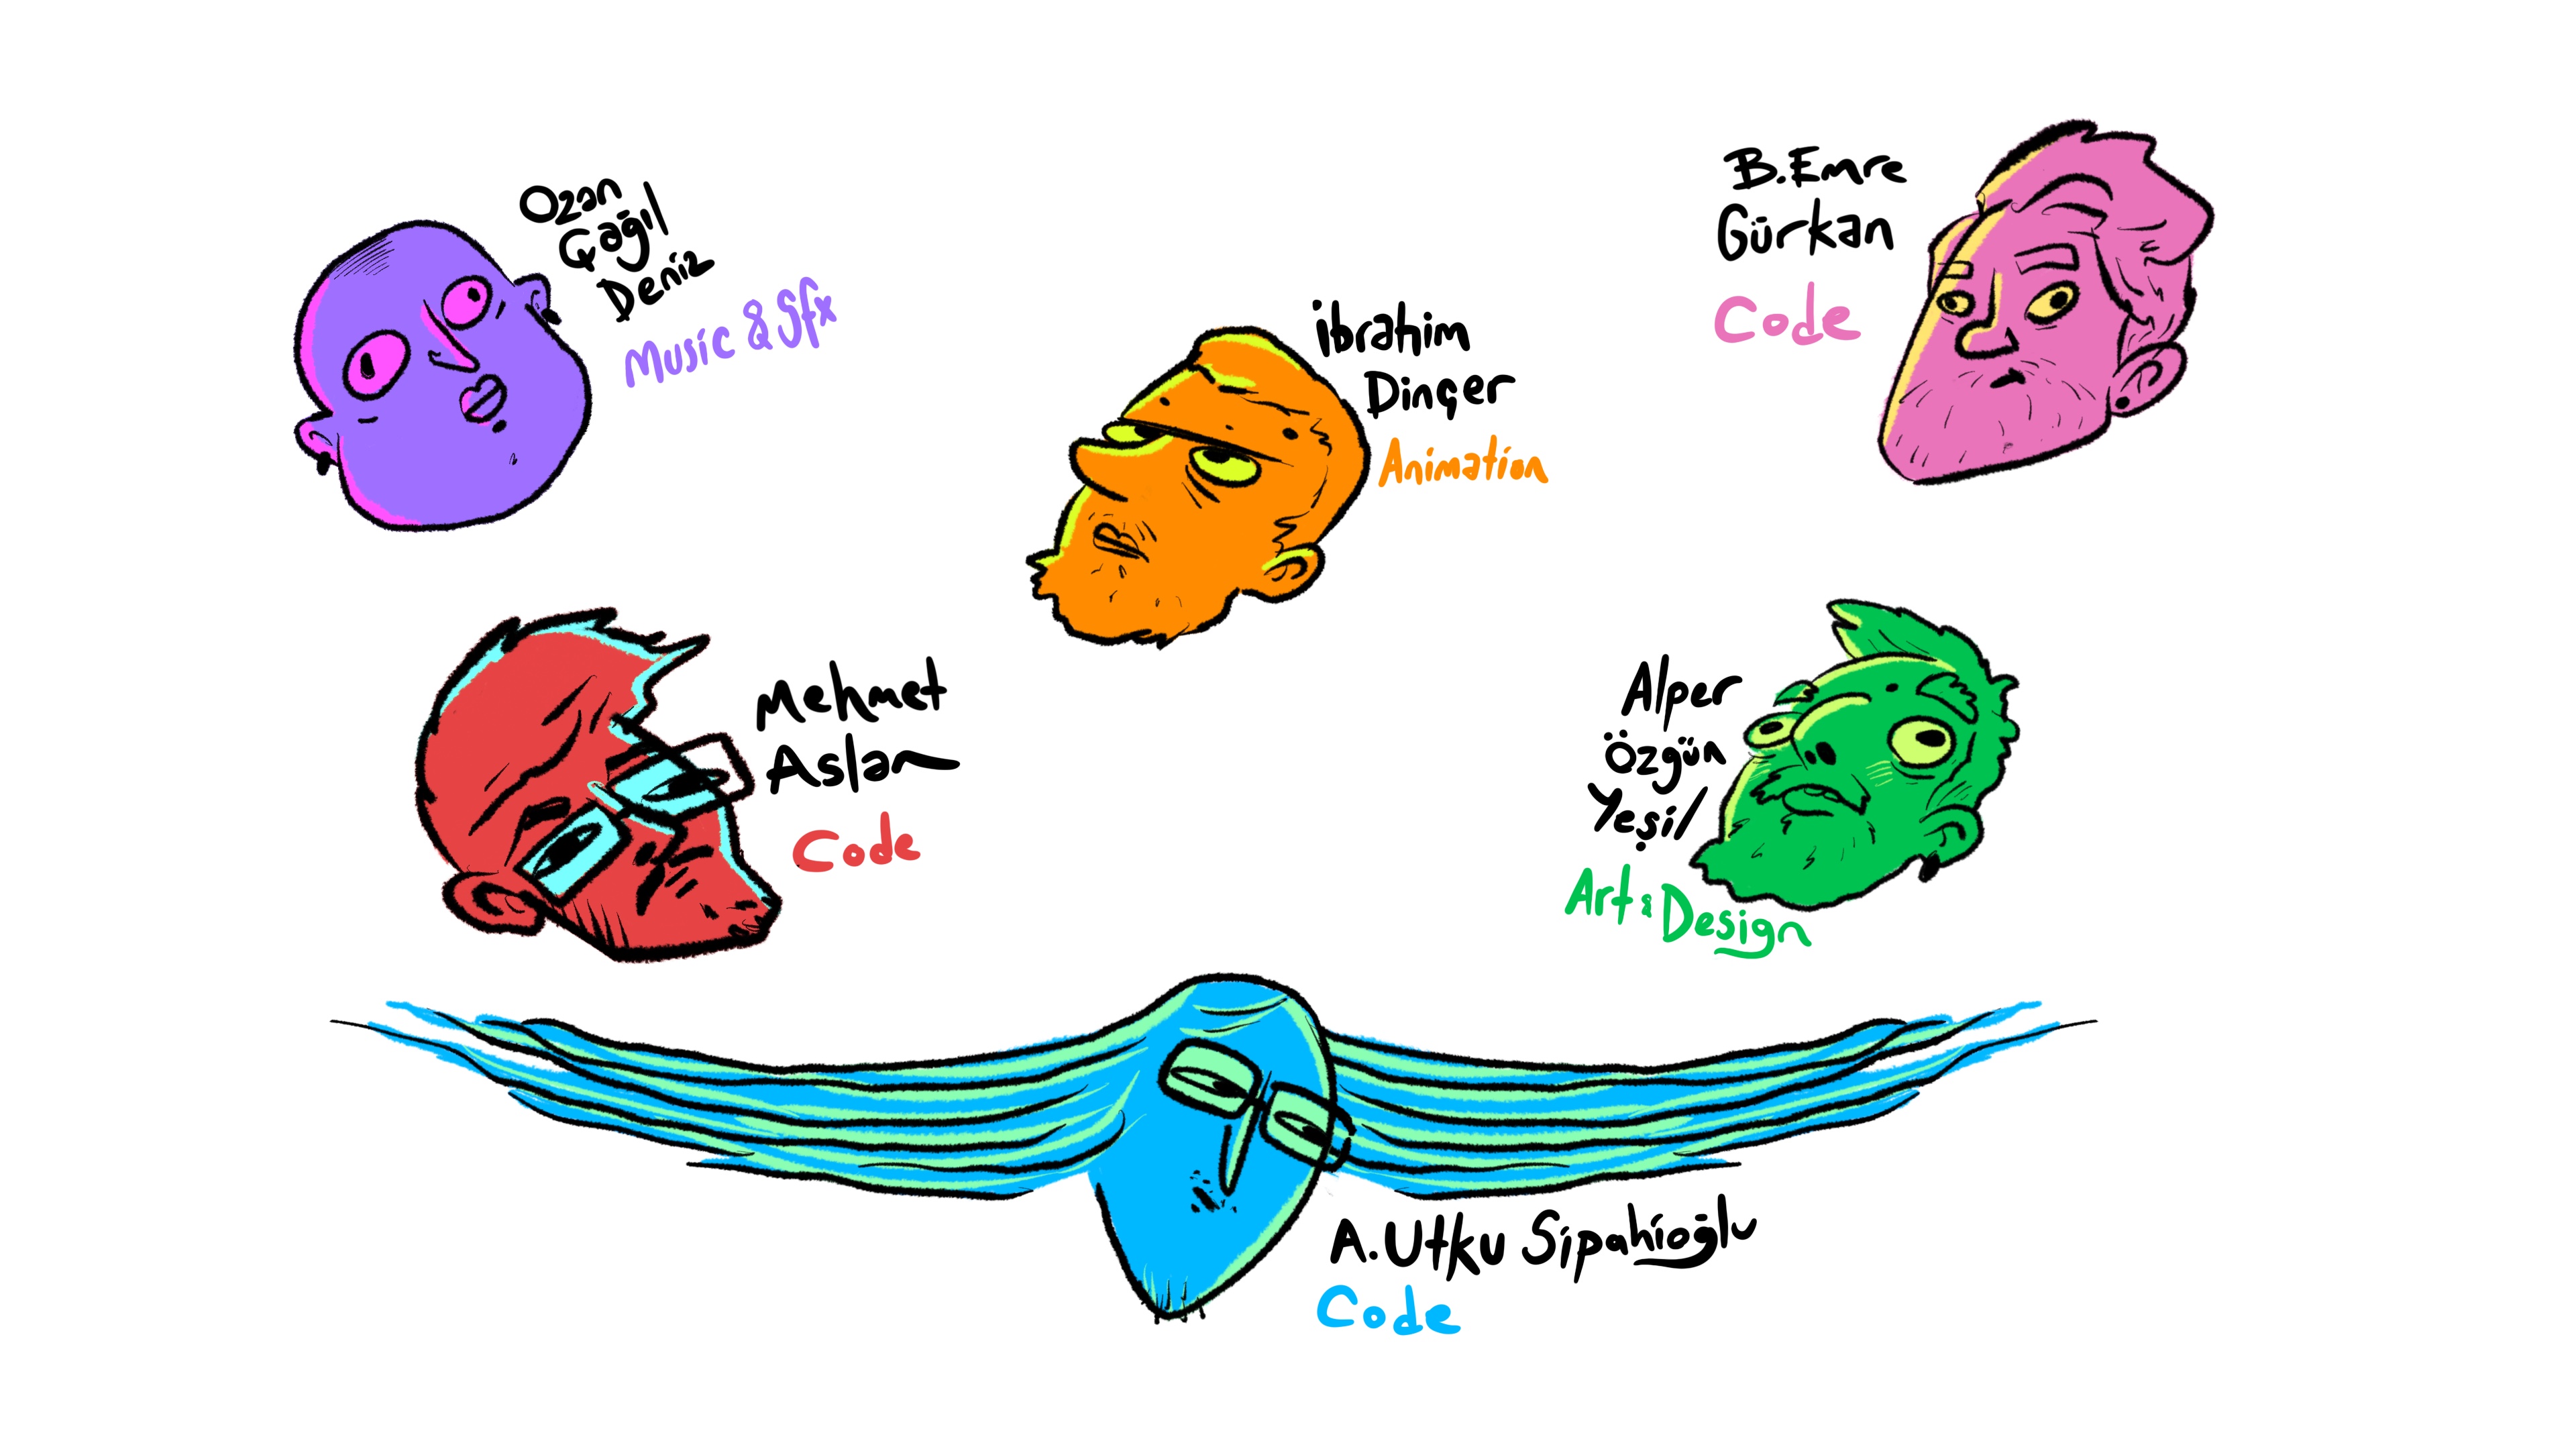 Ozan
Çağıl
Deniz
Music & Sfx
B. Emre
Gürkan
Code
İbrahim
Dinçer
Animation
Mehmet
Aslan
Code
Alper
Özgün
Yeşil
Art & Design
A. Utku Sipahioğlu
Code